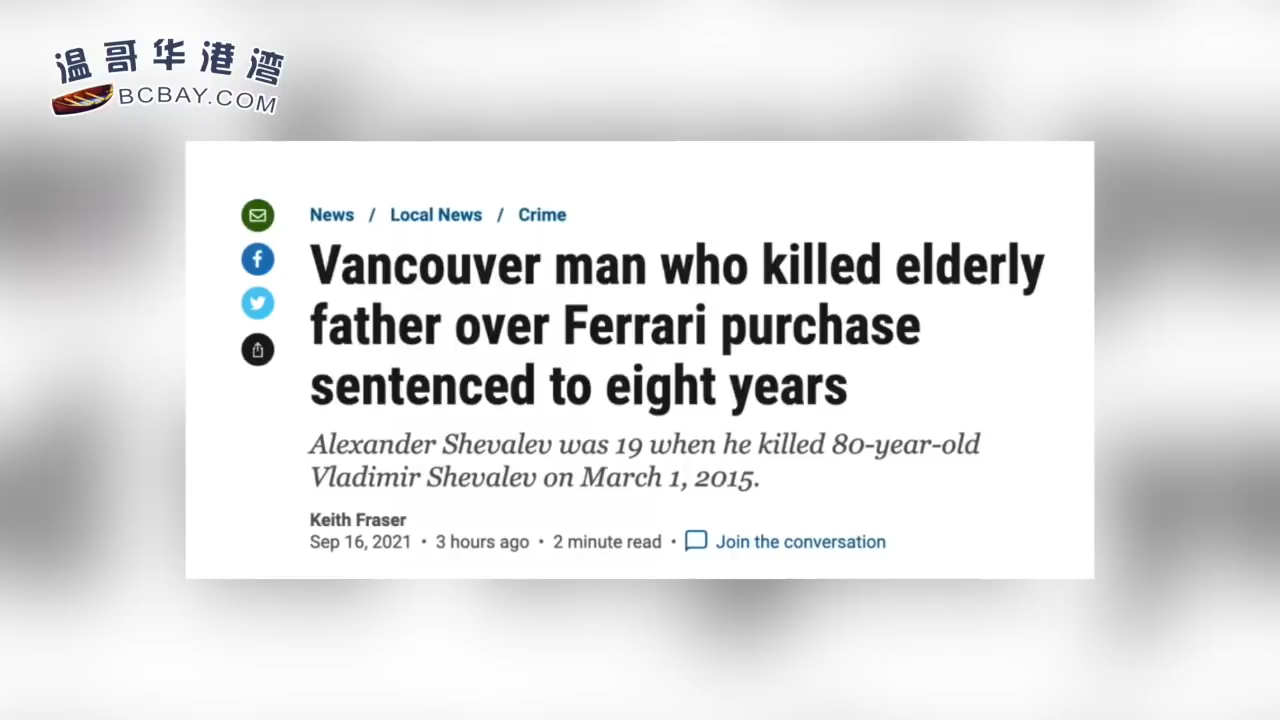 温哥华港湾
BCBAY.COM
News / Local News / Crime
Vancouver man who killed elderly
father over Ferrari purchase
sentenced to eight years
Alexander Shevalev was 19 when he killed 80-year-old
Vladimir Shevalev on March 1, 2015.
Keith Fraser
Sep 16, 2021 • 3 hours ago • 2 minute read • Join the conversation